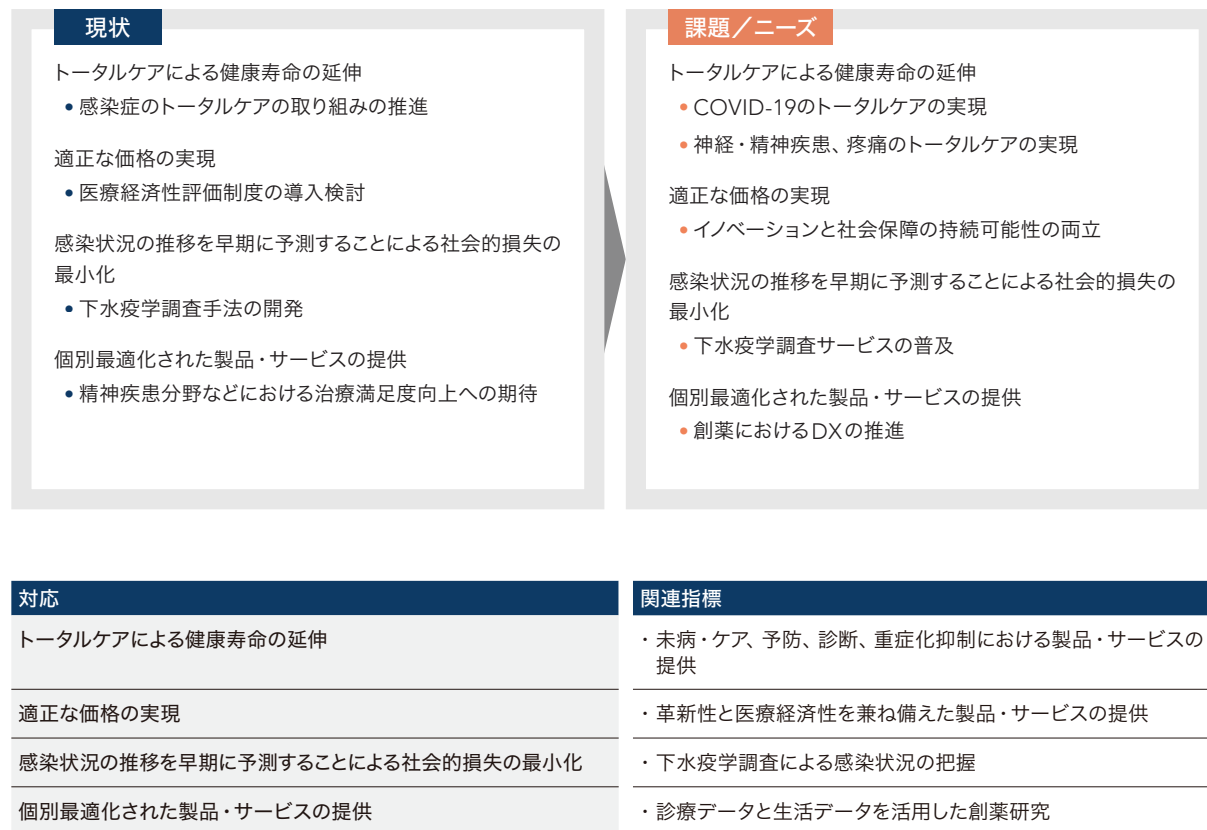 現状
トータルケアによる健康寿命の延伸
•感染症のトータルケアの取り組みの推進
適正な価格の実現
•医療経済性評価制度の導入検討
感染状況の推移を早期に予測することによる社会的損失の
最小化
•下水疫学調査手法の開発
個別最適化された製品・サービスの提供
•精神疾患分野などにおける治療満足度向上への期待
課題／ニーズ
トータルケアによる健康寿命の延伸
•COVID-19のトータルケアの実現
•神経・精神疾患、疼痛のトータルケアの実現
適正な価格の実現
•イノベーションと社会保障の持続可能性の両立
感染状況の推移を早期に予測することによる社会的損失の
最小化
•下水疫学調査サービスの普及
個別最適化された製品・サービスの提供
•創薬におけるDXの推進
対応
関連指標
トータルケアによる健康寿命の延伸
・未病・ケア、予防、診断、重症化抑制における製品・サービスの
提供
適正な価格の実現
・革新性と医療経済性を兼ね備えた製品・サービスの提供
感染状況の推移を早期に予測することによる社会的損失の最小化
・下水疫学調査による感染状況の把握
個別最適化された製品・サービスの提供
・診療データと生活データを活用した創薬研究